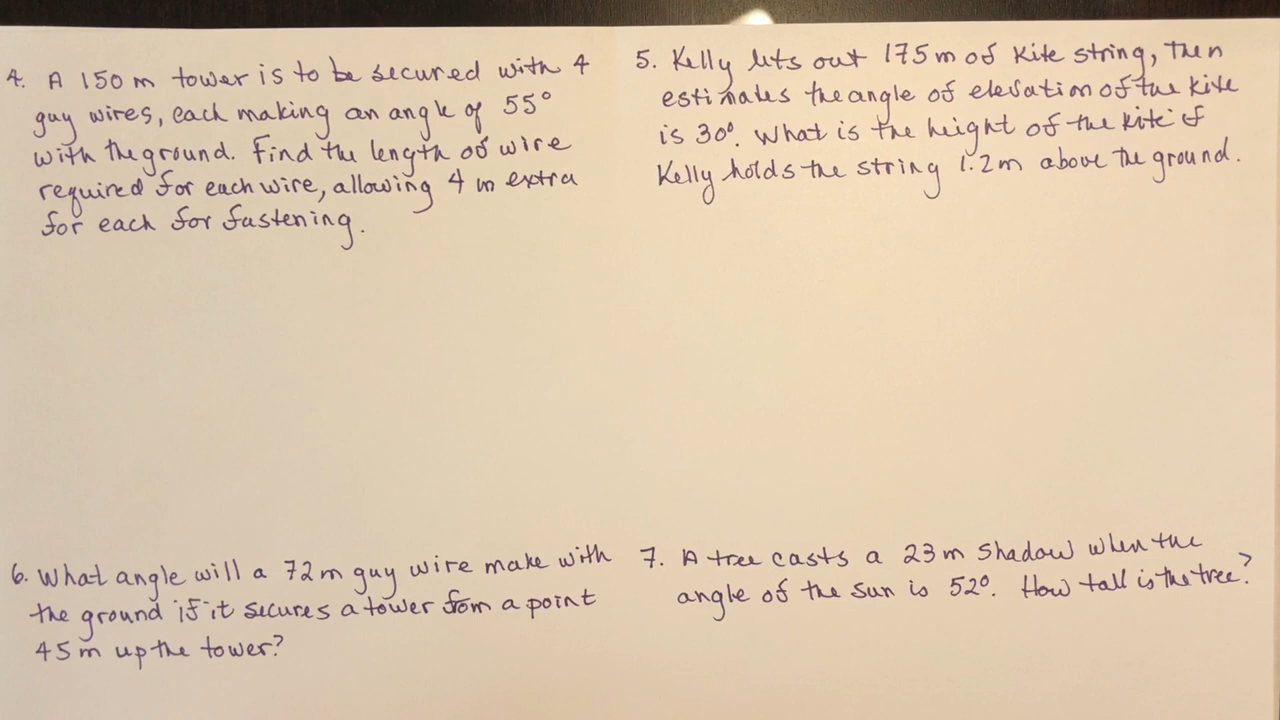 4. A 150 m tower is to be secured with 4
guy wires, each making an angle of 55°
with the ground. Find the length of wire
required for each wire, allowing 4 m extra
for each for fastening.
5. Kelly lets out 175 m of kite string, then
estimates the angle of elevation of the kite
is 30°. What is the height of the kite if
Kelly holds the string 1.2 m above the ground.
6. What angle will a 72 m guy wire make with
the ground if it secures a tower from a point
45 m up the tower?
7. A tree casts a 23 m shadow when the
angle of the sun is 52°. How tall is the tree?